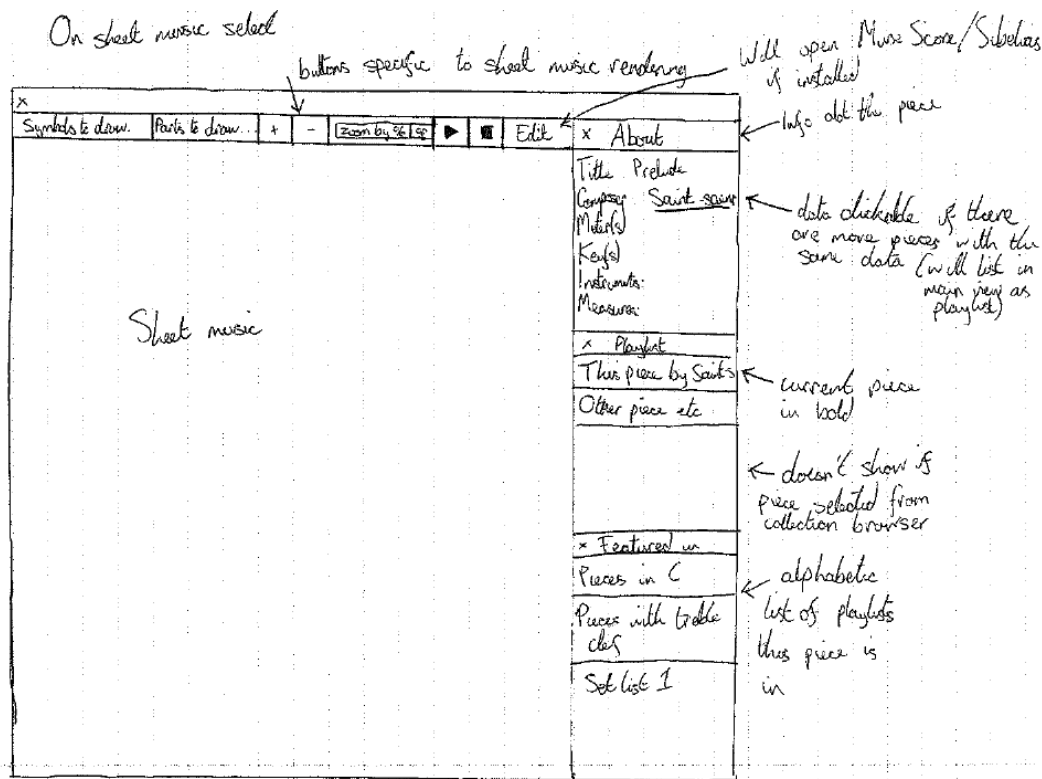 On sheet music select
buttons specific to sheet music rendering
Will open MuseScore/Sibelius
if installed
x
Symbols to draw.. Parts to draw... + - zoom by % Edit
x About
Info abt the piece
Title Prelude
Composer Saint-saens
Meter(s)
Key(s)
Instruments:
Measures:
data clickable if there
are more pieces with the
same data (will list in
main view as
playlist)
Sheet music
x Playlist
This piece by Saints
Other piece etc
current piece
in bold
doesn't show if
piece selected from
collection browser
x Featured in
Pieces in C
Pieces with treble
clef
Set list 1
alphabetic
list of playlists
this piece is
in